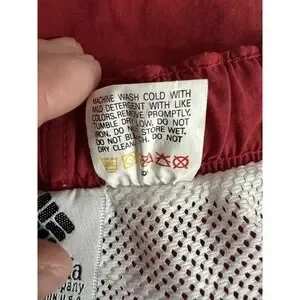 MACHINE WASH COLD WITH
MILD DETERGENT WITH LIKE
COLORS. REMOVE PROMPTLY.
TUMBLE DRY LOW. DO NOT
IRON. DO NOT STORE WET.
DO NOT BLEACH. DO NOT
DRY CLEAN.